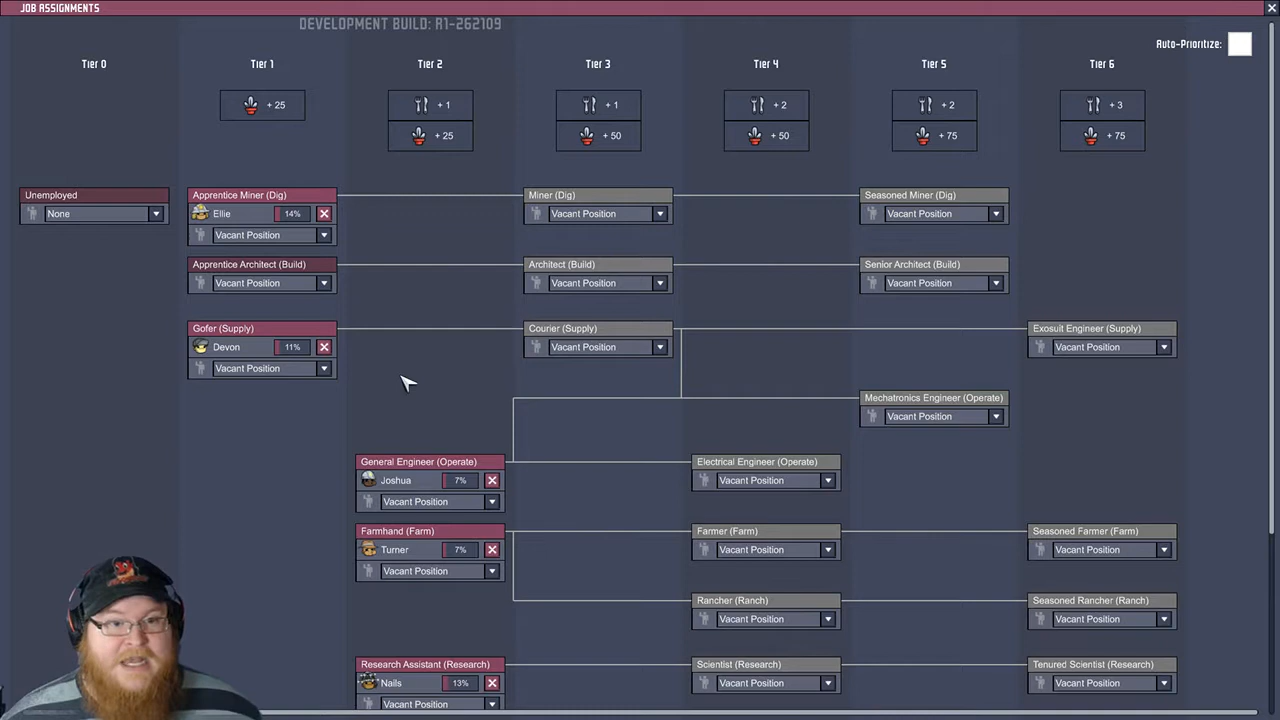 JOB ASSIGNMENTS
DEVELOPMENT BUILD: R1-262109
Auto-Prioritize:
Tier 0
Tier 1
Tier 2
Tier 3
Tier 4
Tier 5
Tier 6
+ 25
+ 1
+ 1
+ 2
+ 2
+ 3
+ 25
+ 50
+ 50
+ 75
+ 75
Unemployed
None
Apprentice Miner (Dig)
Ellie 14%
Vacant Position
Miner (Dig)
Vacant Position
Seasoned Miner (Dig)
Vacant Position
Apprentice Architect (Build)
Vacant Position
Architect (Build)
Vacant Position
Senior Architect (Build)
Vacant Position
Gofer (Supply)
Devon 11%
Vacant Position
Courier (Supply)
Vacant Position
Exosuit Engineer (Supply)
Vacant Position
Mechatronics Engineer (Operate)
Vacant Position
General Engineer (Operate)
Joshua 7%
Vacant Position
Electrical Engineer (Operate)
Vacant Position
Farmhand (Farm)
Turner 7%
Vacant Position
Farmer (Farm)
Vacant Position
Seasoned Farmer (Farm)
Vacant Position
Rancher (Ranch)
Vacant Position
Seasoned Rancher (Ranch)
Vacant Position
Research Assistant (Research)
Nails 13%
Vacant Position
Scientist (Research)
Vacant Position
Tenured Scientist (Research)
Vacant Position